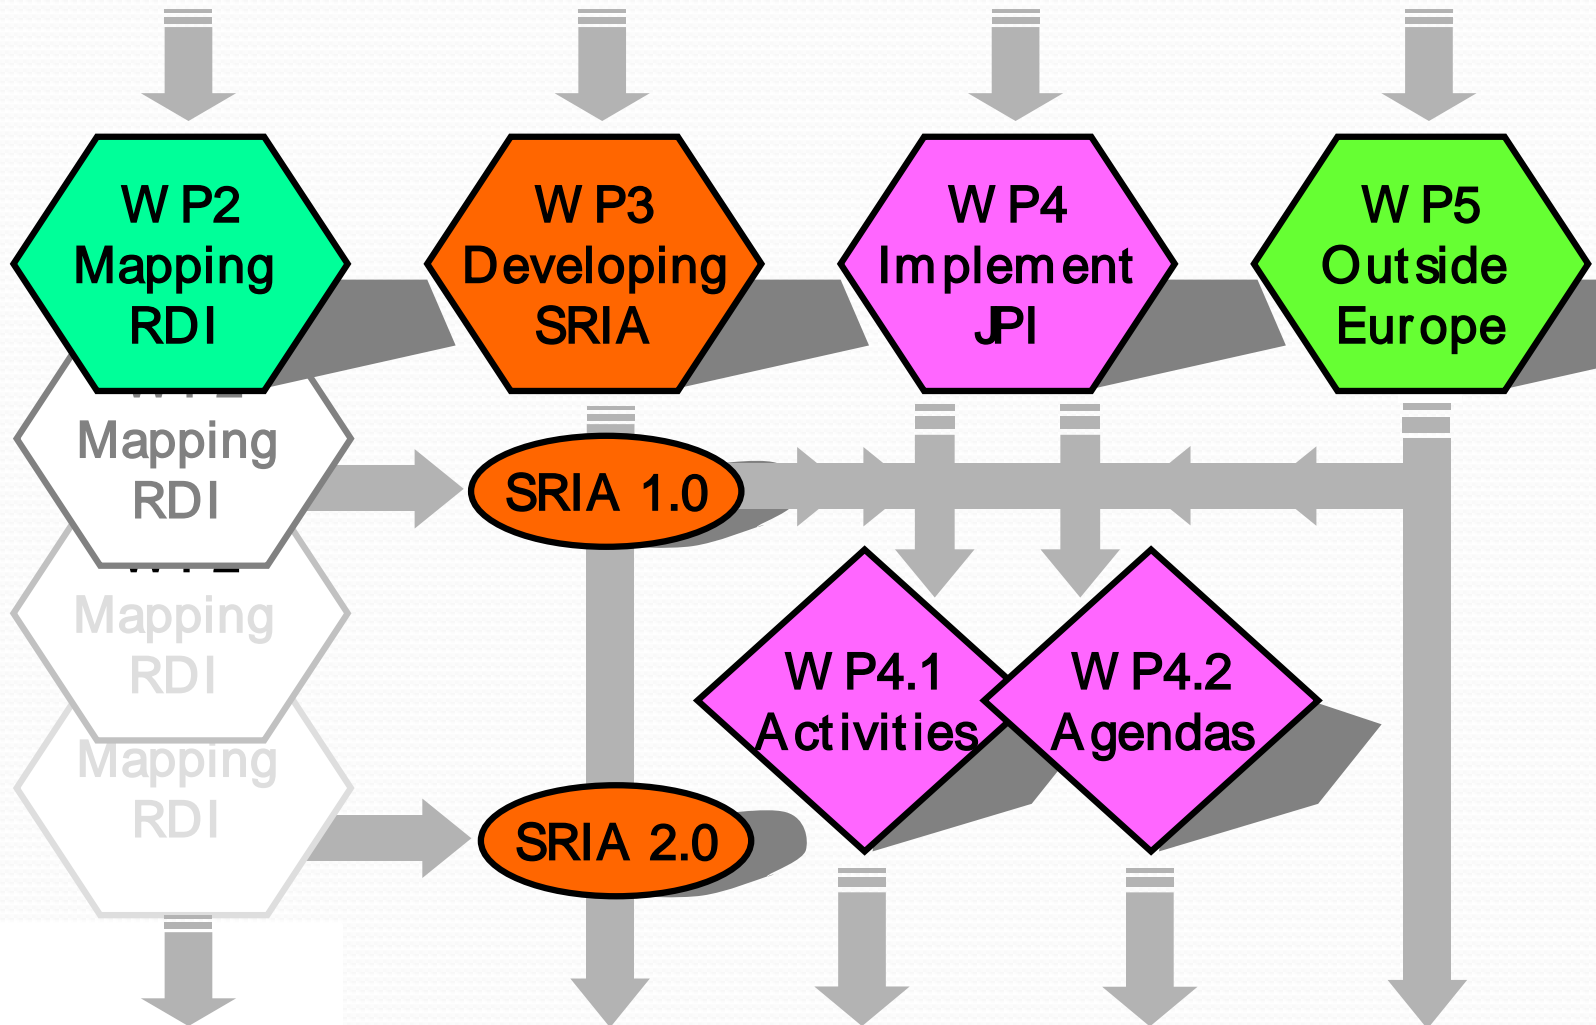 WP2
Mapping
RDI
WP3
Developing
SRIA
WP4
Implement
JPI
WP5
Outside
Europe
Mapping
RDI
SRIA 1.0
Mapping
RDI
WP4.1
Activities
WP4.2
Agendas
Mapping
RDI
SRIA 2.0